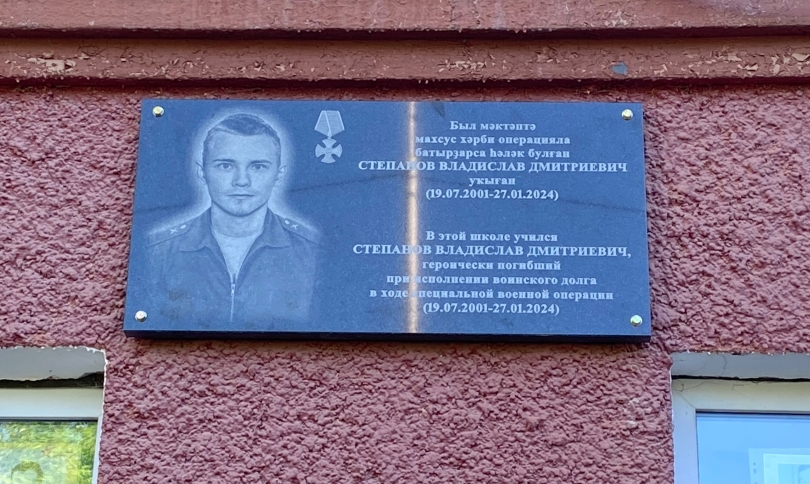 Был мәктәптә
махсус хәрби операцияла
батырҙарса һәләк булған
СТЕПАНОВ ВЛАДИСЛАВ ДМИТРИЕВИЧ
укыған
(19.07.2001-27.01.2024)
В этой школе учился
СТЕПАНОВ ВЛАДИСЛАВ ДМИТРИЕВИЧ,
героически погибший
при исполнении воинского долга
в ходе специальной военной операции
(19.07.2001-27.01.2024)